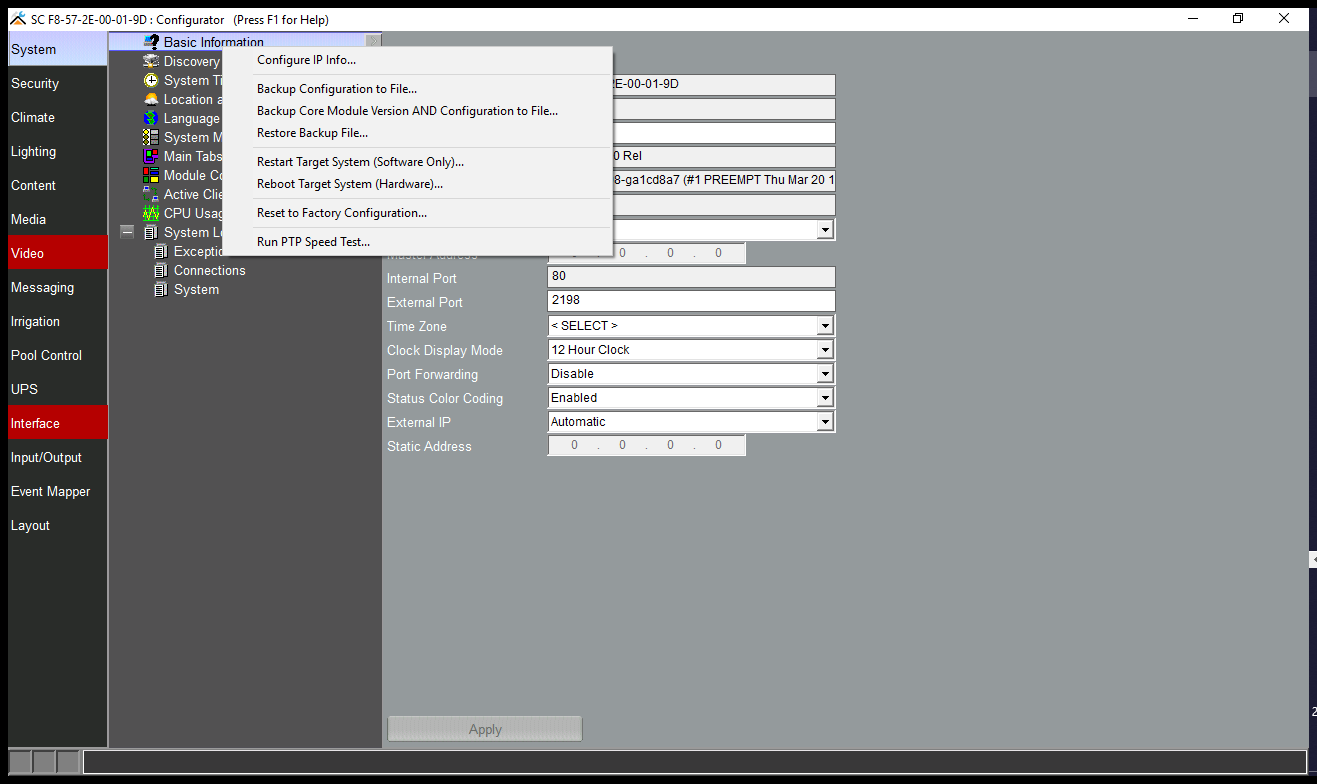 SC F8-57-2E-00-01-9D : Configurator   (Press F1 for Help)
System
Security
Climate
Lighting
Content
Media
Video
Messaging
Irrigation
Pool Control
UPS
Interface
Input/Output
Event Mapper
Layout
Basic Information
Discovery
System Ti
Location a
Language
System M
Main Tabs
Module Co
Active Clie
CPU Usag
System Lo
Exceptio
Connections
System
Configure IP Info...
Backup Configuration to File...
Backup Core Module Version AND Configuration to File...
Restore Backup File...
Restart Target System (Software Only)...
Reboot Target System (Hardware)...
Reset to Factory Configuration...
Run PTP Speed Test...
2E-00-01-9D
0 Rel
8-ga1cd8a7 (#1 PREEMPT Thu Mar 20 1
Master Address 0 . 0 . 0
Internal Port 80
External Port 2198
Time Zone < SELECT >
Clock Display Mode 12 Hour Clock
Port Forwarding Disable
Status Color Coding Enabled
External IP Automatic
Static Address 0 . 0 . 0 . 0
Apply
2